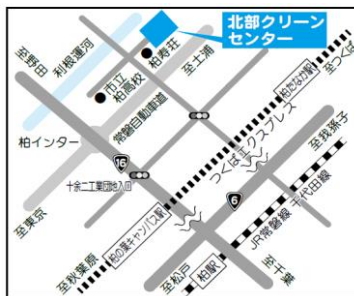 北部クリーン
センター
至野田
利根運河
市立
柏高校
柏寿荘
至土浦
常磐自動車道
柏インター
16
十余二工業団地入口
つくばエクスプレス
柏たなか駅
至つくば
至我孫子
6
千代田線
JR常磐線
至東京
柏の葉キャンパス駅
至秋葉原
至松戸
柏駅
至千葉